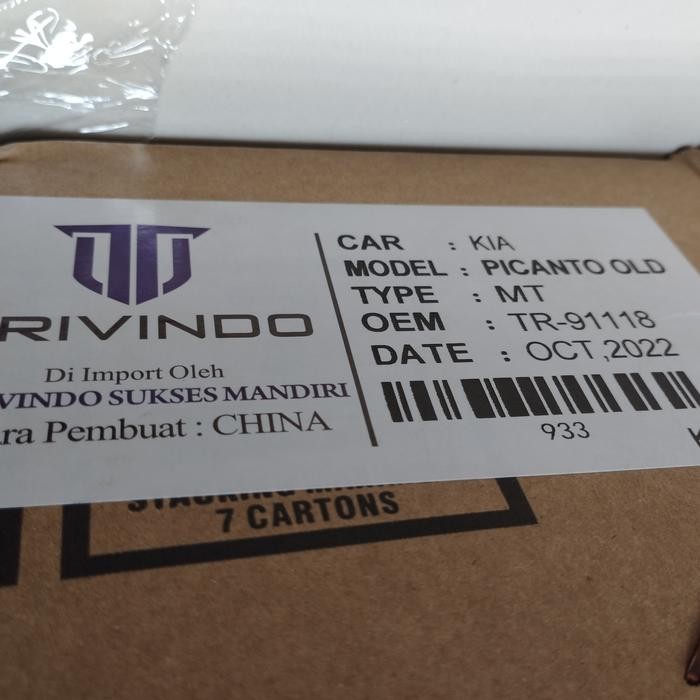 RIVINDO
Di Import Oleh
VINDO SUKSES MANDIRI
ara Pembuat : CHINA
CAR : KIA
MODEL : PICANTO OLD
TYPE : MT
OEM : TR-91118
DATE : OCT ,2022
933
K
7 CARTONS